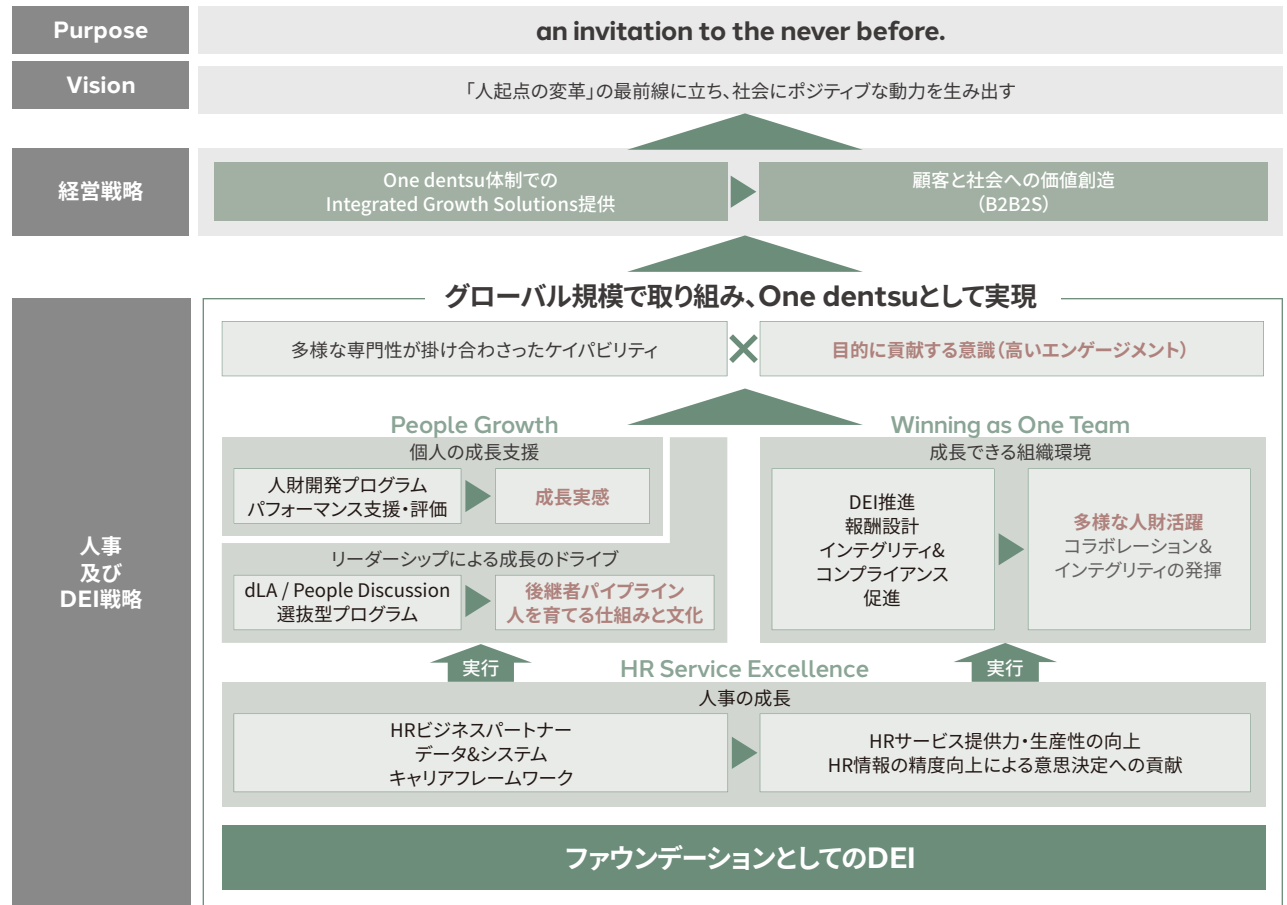 Purpose
an invitation to the never before.
Vision
「人起点の変革」の最前線に立ち、社会にポジティブな動力を生み出す
経営戦略
One dentsu体制での
Integrated Growth Solutions提供
顧客と社会への価値創造
（B2B2S）
グローバル規模で取り組み、One dentsuとして実現
人事
及び
DEI戦略
多様な専門性が掛け合わさったケイパビリティ
目的に貢献する意識（高いエンゲージメント）
People Growth
個人の成長支援
人財開発プログラム
パフォーマンス支援・評価
成長実感
リーダーシップによる成長のドライブ
dLA / People Discussion
選抜型プログラム
後継者パイプライン
人を育てる仕組みと文化
Winning as One Team
成長できる組織環境
DEI推進
報酬設計
インテグリティ&
コンプライアンス
促進
多様な人財活躍
コラボレーション&
インテグリティの発揮
実行
HR Service Excellence
実行
人事の成長
HRビジネスパートナー
データ&システム
キャリアフレームワーク
HRサービス提供力・生産性の向上
HR情報の精度向上による意思決定への貢献
ファウンデーションとしてのDEI